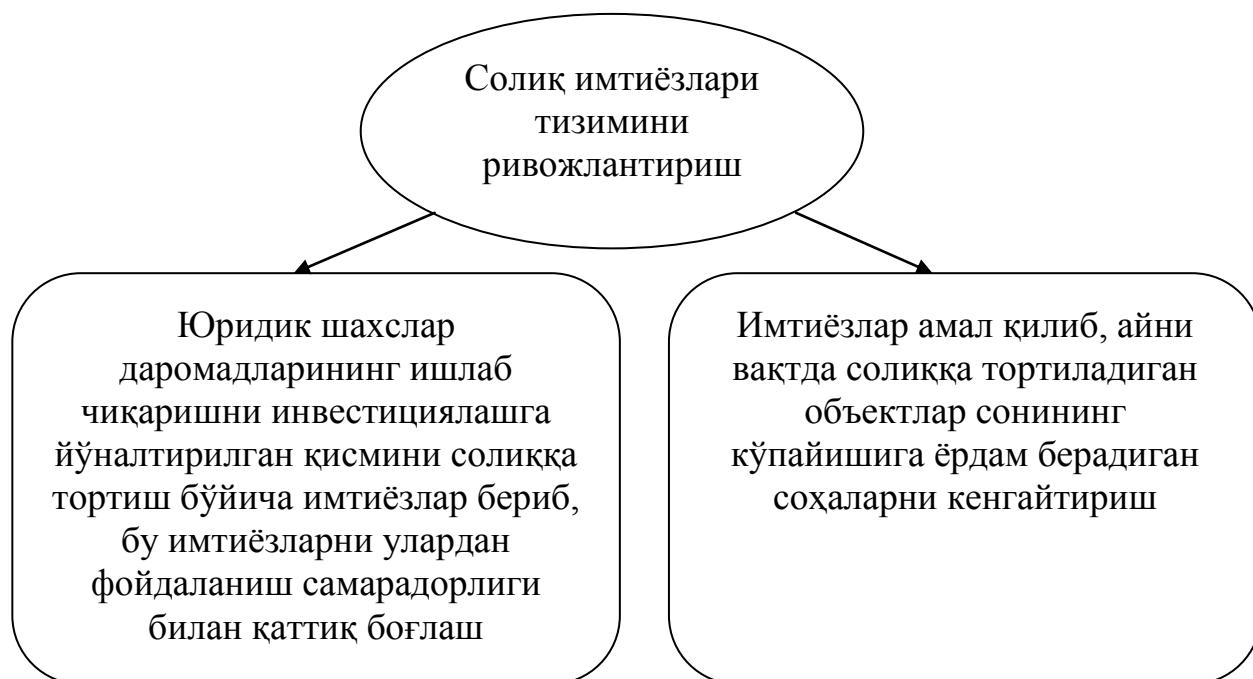 Солиқ имтиёзлари
тизимини
ривожлантириш
Юридик шахслар
даромадларининг ишлаб
чиқаришни инвестициялашга
йўналтирилган қисмини солиққа
тортиш бўйича имтиёзлар бериб,
бу имтиёзларни улардан
фойдаланиш самарадорлиги
билан қаттиқ боғлаш
Имтиёзлар амал қилиб, айни
вақтда солиққа тортиладиган
объектлар сонининг
кўпайишига ёрдам берадиган
соҳаларни кенгайтириш